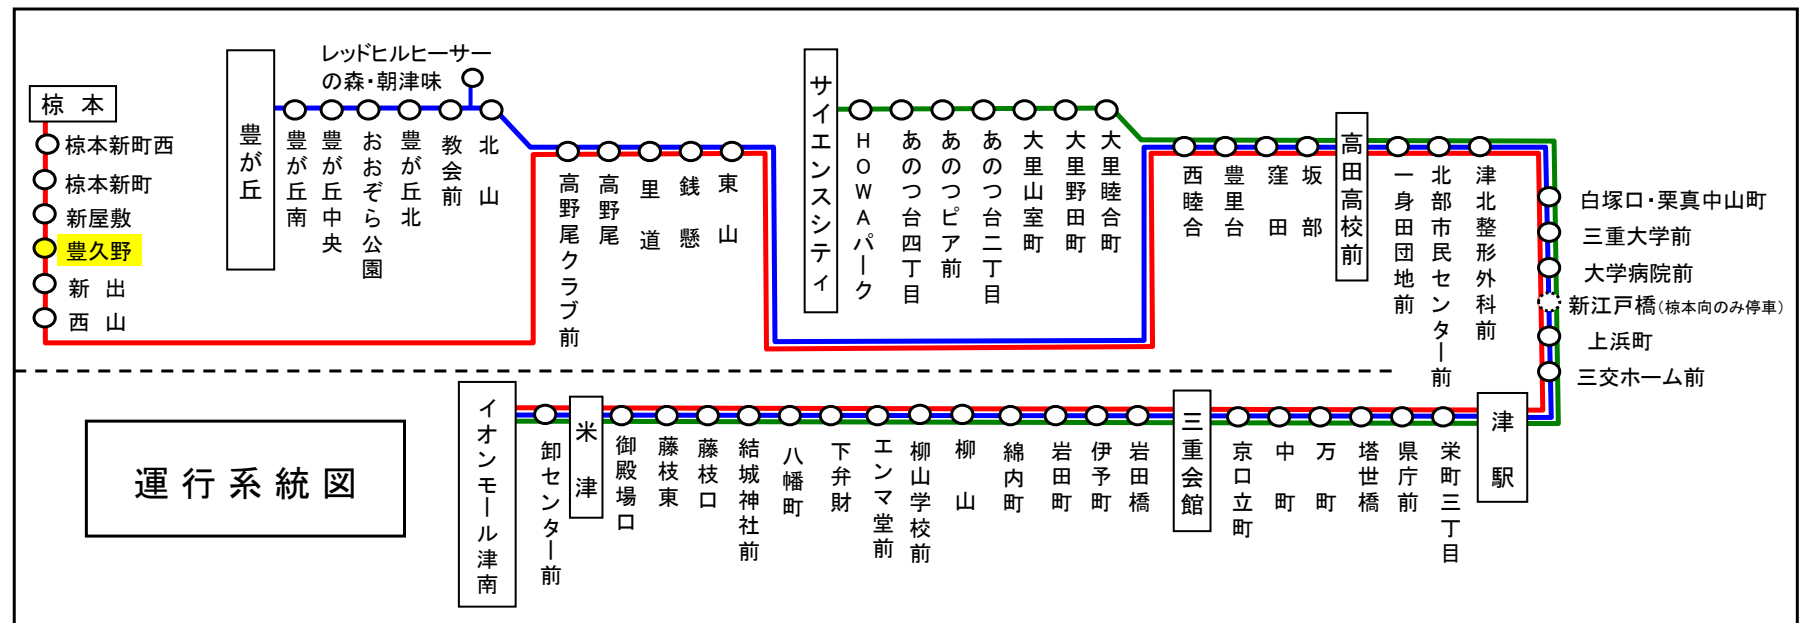 椋本
椋本新町西
椋本新町
新屋敷
豊久野
新出
西山
豊が丘
豊が丘南
豊が丘中央
おおぞら公園
豊が丘北
教会前
レッドヒルヒーサー
の森・朝津味
北山
高野尾クラブ前
高野尾
里道
銭懸
東山
サイエンスシティ
HOWAパーク
あのつ台四丁目
あのつピア前
あのつ台二丁目
大里山室町
大里野田町
大里睦合町
西睦合
豊里台
窪田
坂部
高田高校前
一身田団地前
北部市民センター前
津北整形外科前
白塚口・栗真中山町
三重大学前
大学病院前
新江戸橋(椋本向のみ停車)
上浜町
三交ホーム前
運行系統図
イオンモール津南
卸センター前
米津
御殿場口
藤枝東
藤枝口
結城神社前
八幡町
下弁財
エンマ堂前
柳山学校前
柳山
綿内町
岩田町
伊予町
岩田橋
三重会館
京口立町
中町
万町
塔世橋
県庁前
栄町三丁目
津駅